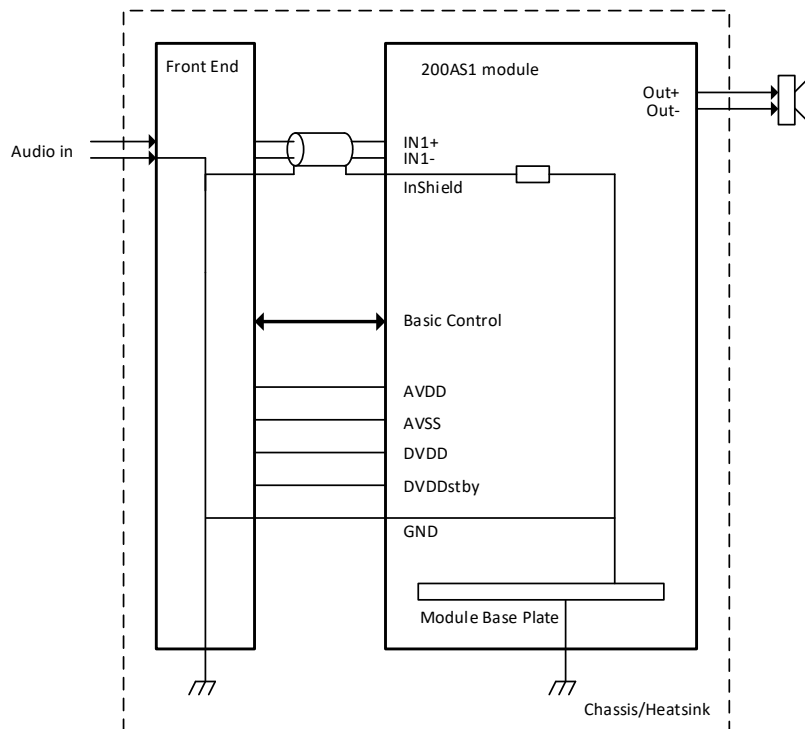 Front End
200AS1 module
Out+
Out-
Audio in
IN1+
IN1-
InShield
Basic Control
AVDD
AVSS
DVDD
DVDDstby
GND
Module Base Plate
Chassis/Heatsink